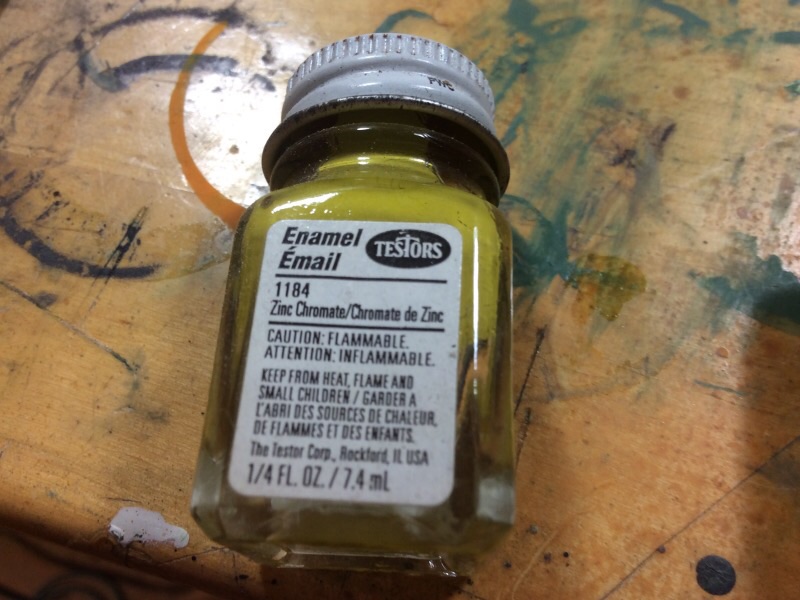 Enamel TESTORS
Émail
1184
Zinc Chromate/Chromate de Zinc
CAUTION: FLAMMABLE.
ATTENTION: INFLAMMABLE.
KEEP FROM HEAT, FLAME AND
SMALL CHILDREN / GARDER A
L'ABRI DES SOURCES DE CHALEUR,
DE FLAMMES ET DES ENFANTS.
The Testor Corp., Rockford, IL USA
1/4 FL. OZ. / 7.4 mL